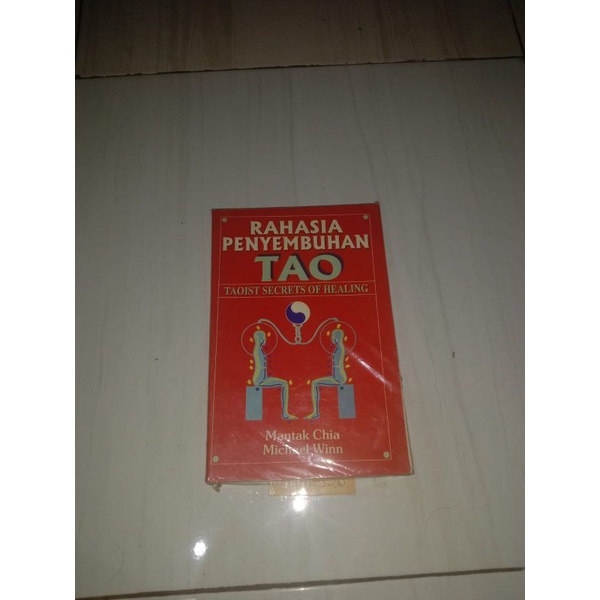 RAHASIA
PENYEMBUHAN
TAO
TAOIST SECRETS OF HEALING
Mantak Chia
Michael Winn